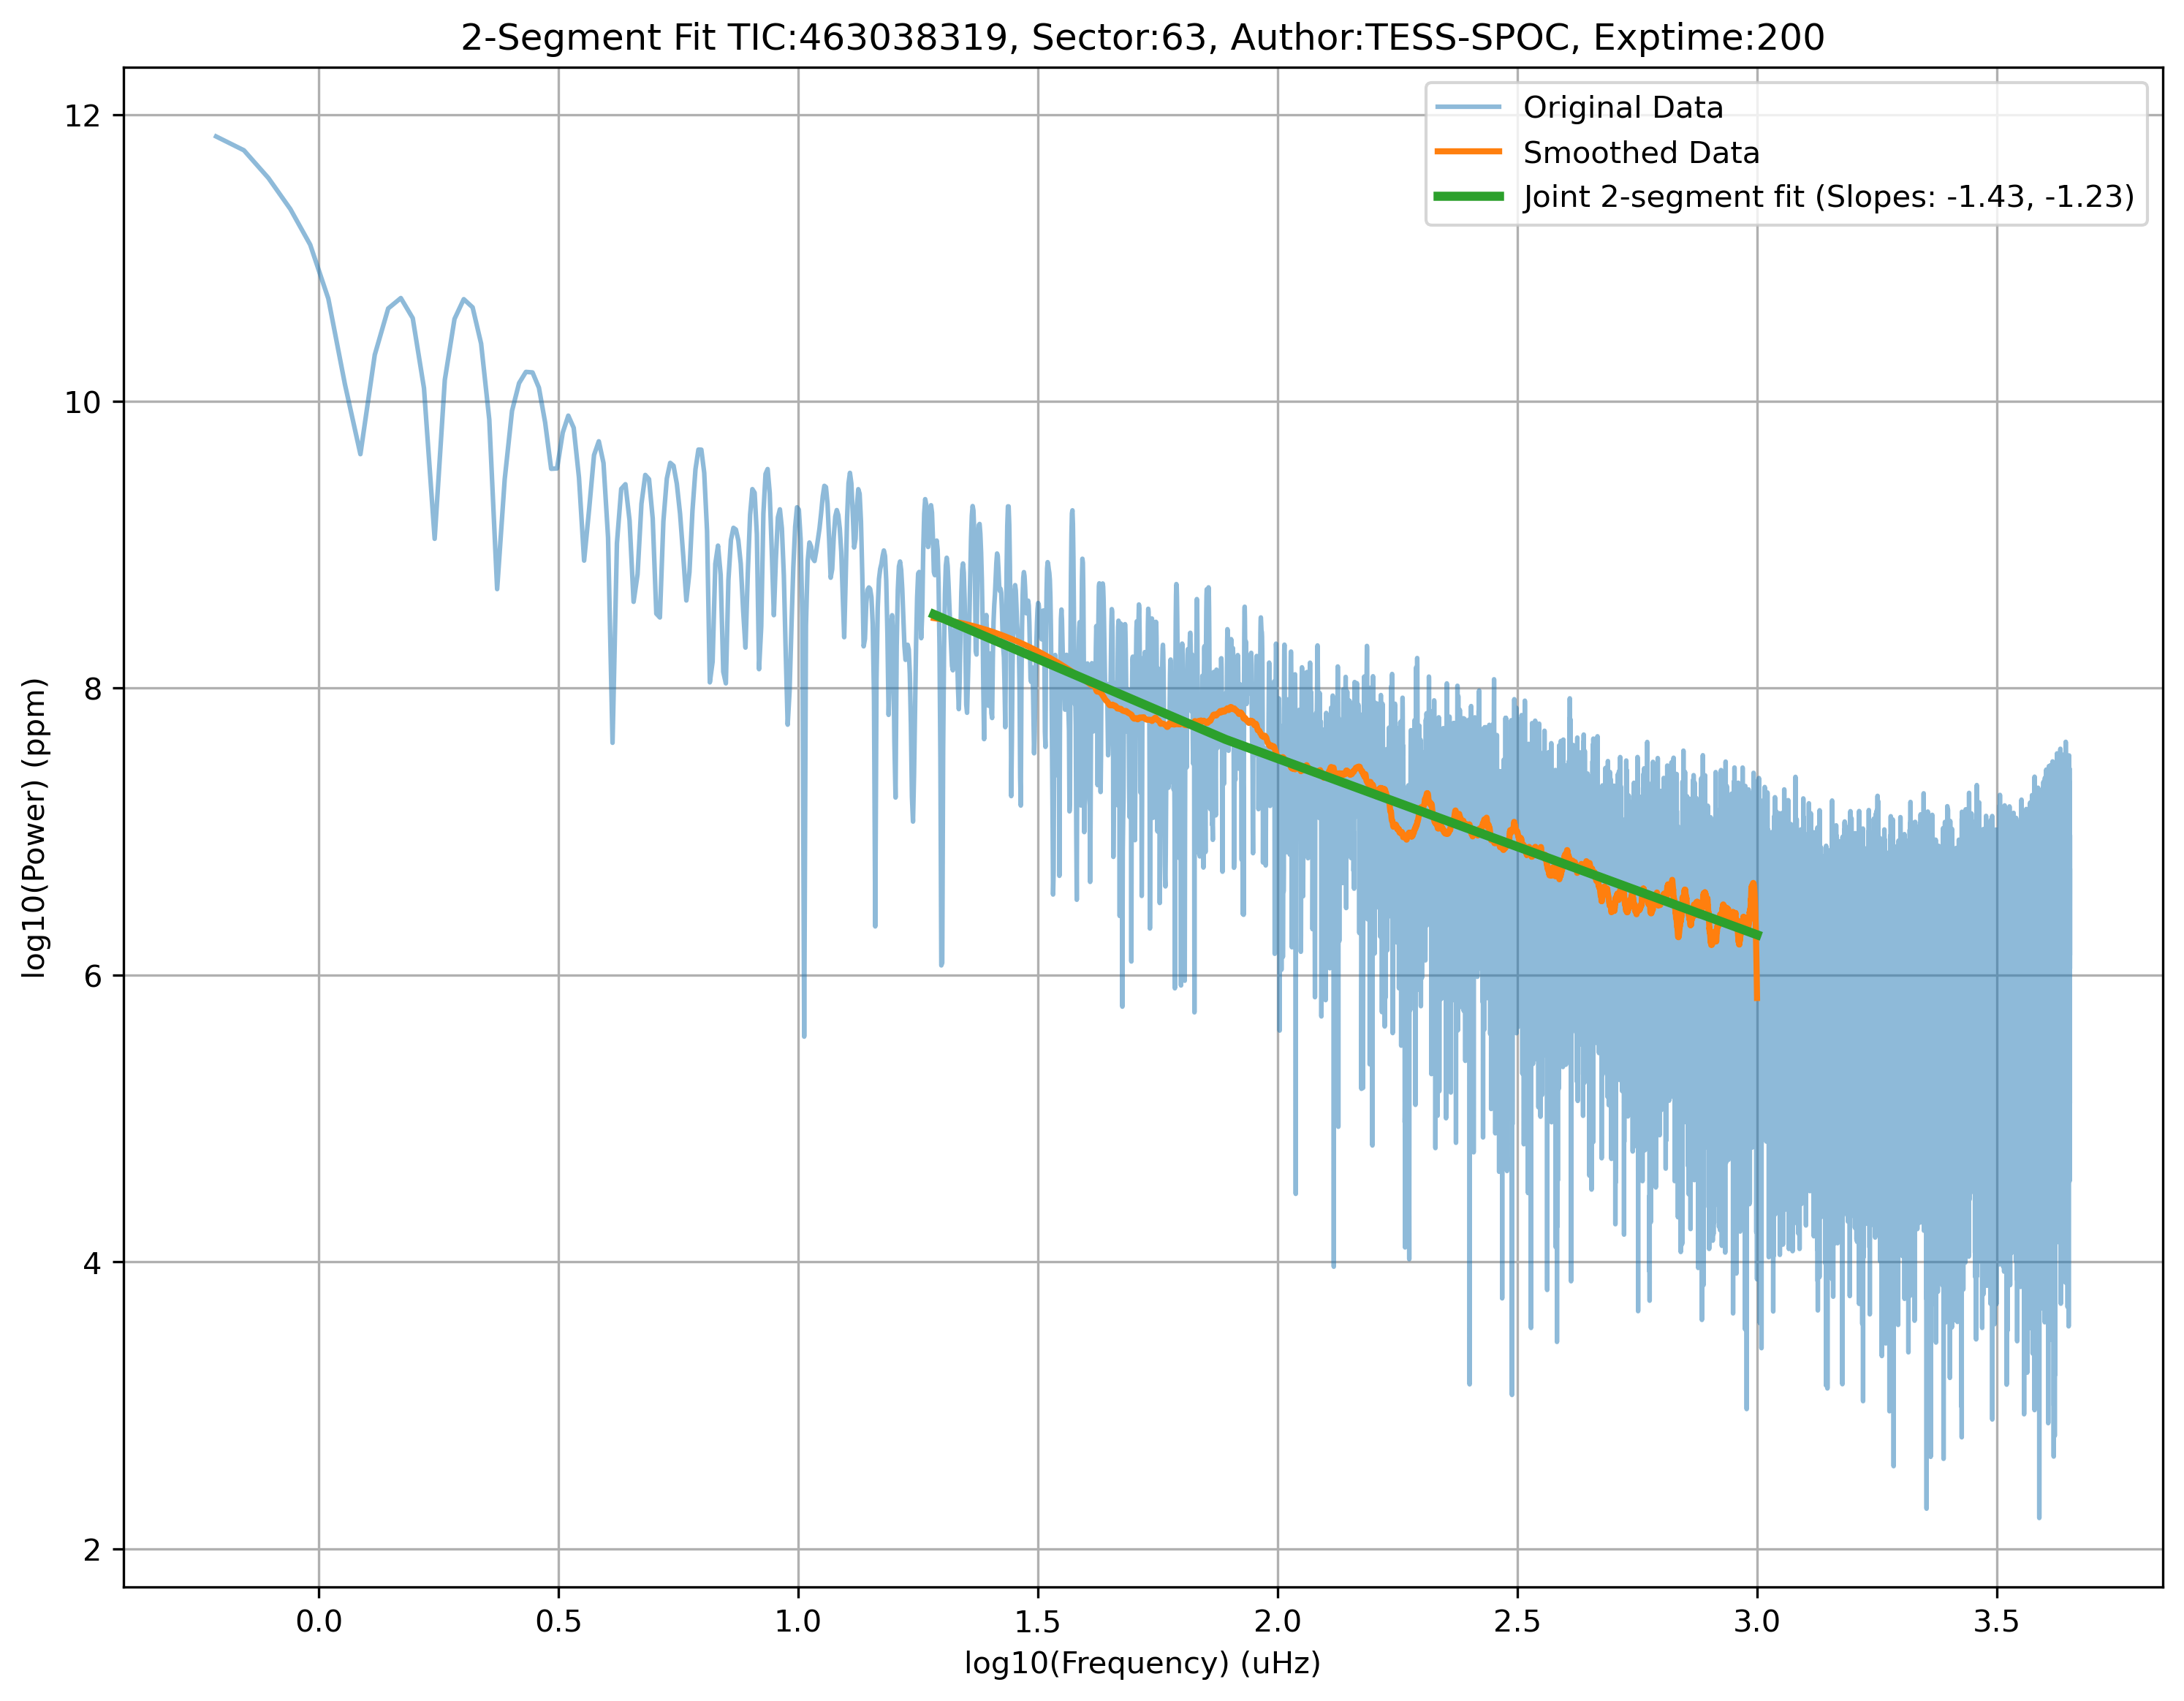 2-Segment Fit TIC:463038319, Sector:63, Author:TESS-SPOC, Exptime:200
Original Data
Smoothed Data
Joint 2-segment fit (Slopes: -1.43, -1.23)
log10(Power) (ppm)
12
10
8
6
4
2
0.0 0.5 1.0 1.5 2.0 2.5 3.0 3.5
log10(Frequency) (uHz)